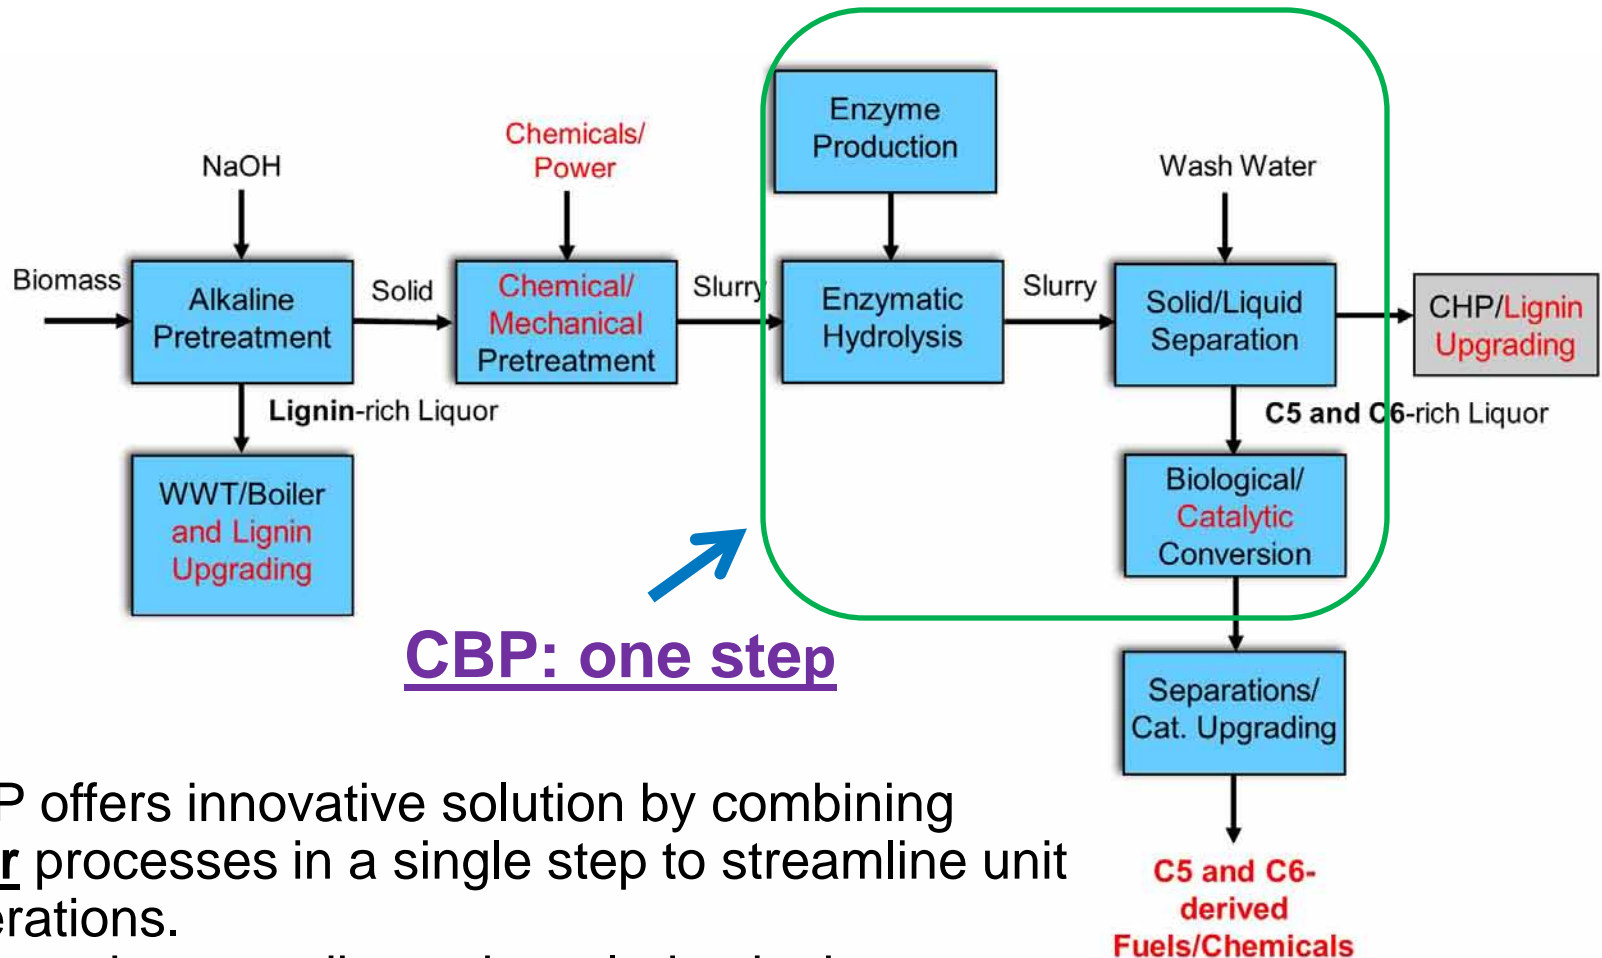 Enzyme
Production
Chemicals/
Power
NaOH
Wash Water
Biomass
Alkaline
Pretreatment
Solid
Chemical/
Mechanical
Pretreatment
Slurry
Enzymatic
Hydrolysis
Slurry
Solid/Liquid
Separation
CHP/Lignin
Upgrading
Lignin-rich Liquor
C5 and C6-rich Liquor
WWT/Boiler
and Lignin
Upgrading
Biological/
Catalytic
Conversion
CBP: one step
Separations/
Cat. Upgrading
P offers innovative solution by combining
r processes in a single step to streamline unit
erations.
C5 and C6-
derived
Fuels/Chemicals